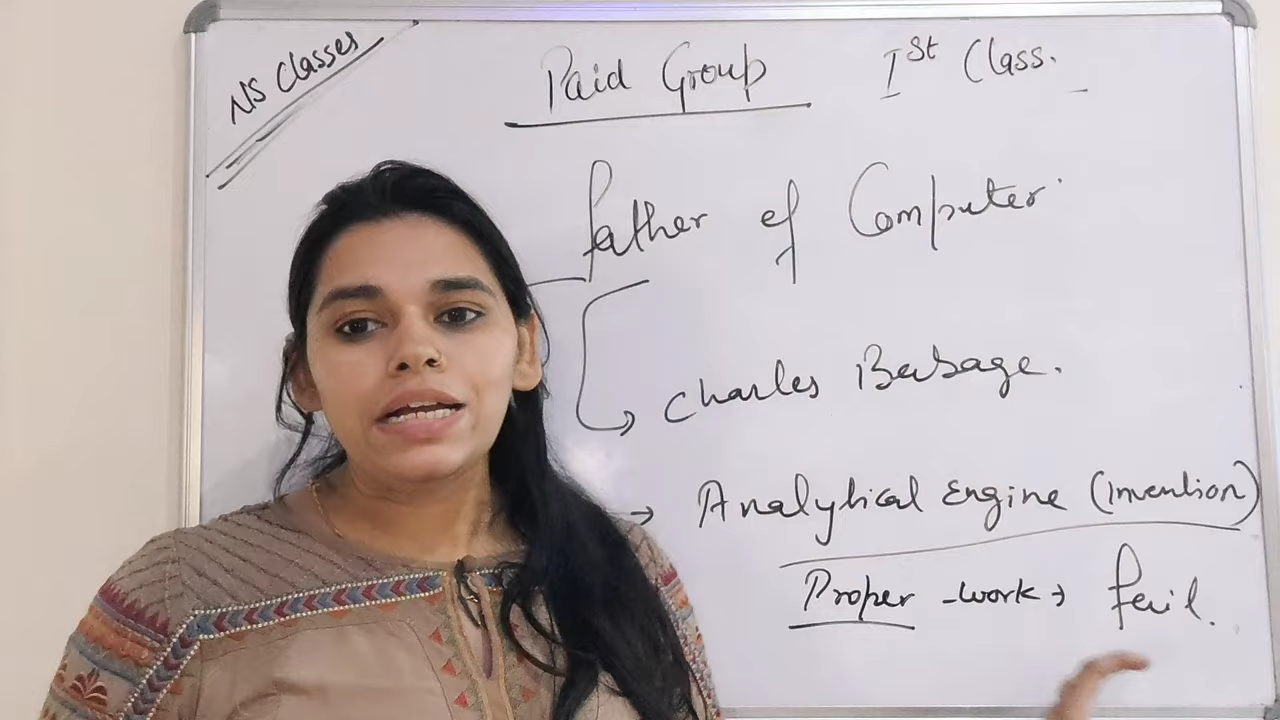 NS Classes
Paid Group Ist Class.
father of Computer
Charles Babage.
→ Analytical Engine (invention)
Proper - work → fail.